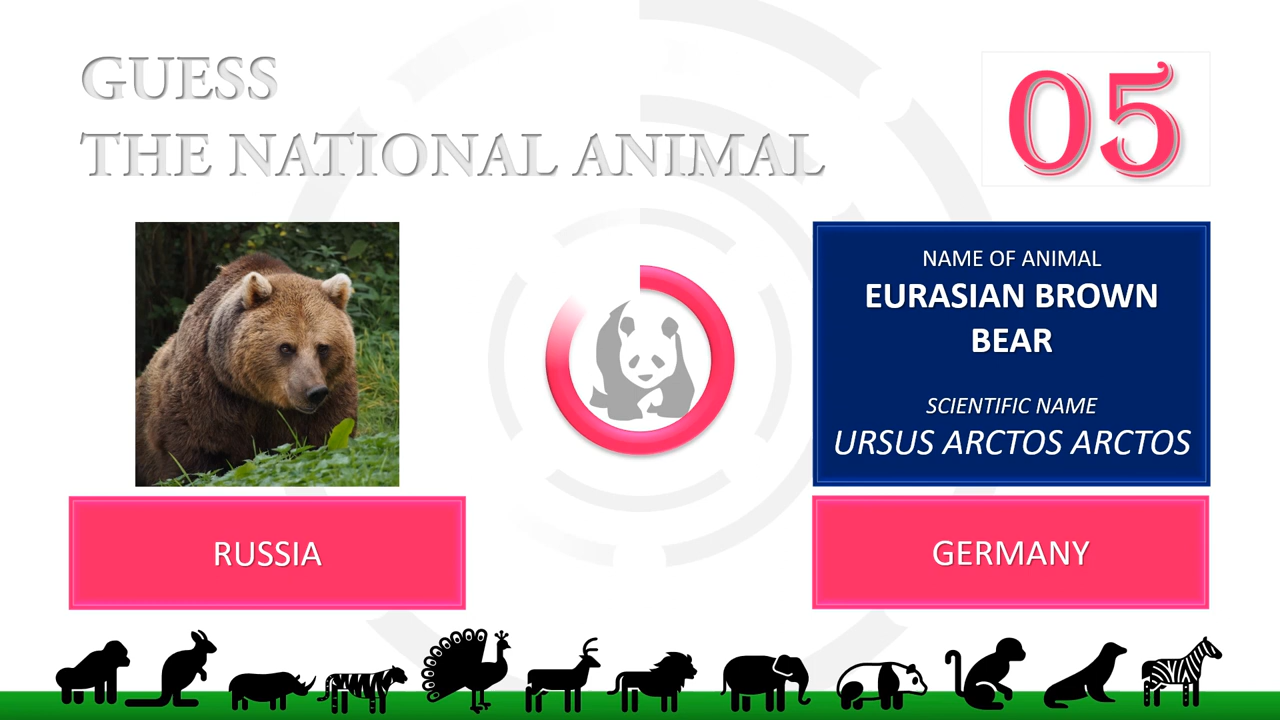 GUESS
THE NATIONAL ANIMAL
05
NAME OF ANIMAL
EURASIAN BROWN
BEAR
SCIENTIFIC NAME
URSUS ARCTOS ARCTOS
RUSSIA
GERMANY